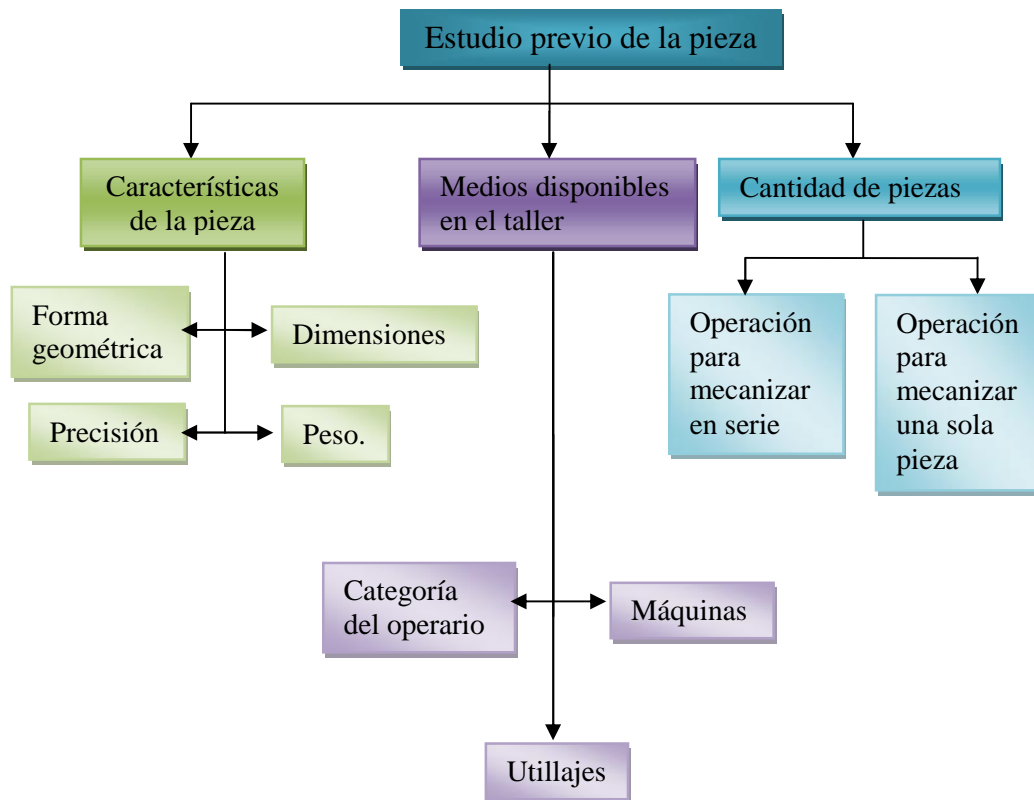 Estudio previo de la pieza
Características
de la pieza
Medios disponibles
en el taller
Cantidad de piezas
Forma
geométrica
Dimensiones
Precisión
Peso.
Operación
para
mecanizar
en serie
Operación
para
mecanizar
una sola
pieza
Categoría
del operario
Máquinas
Utillajes